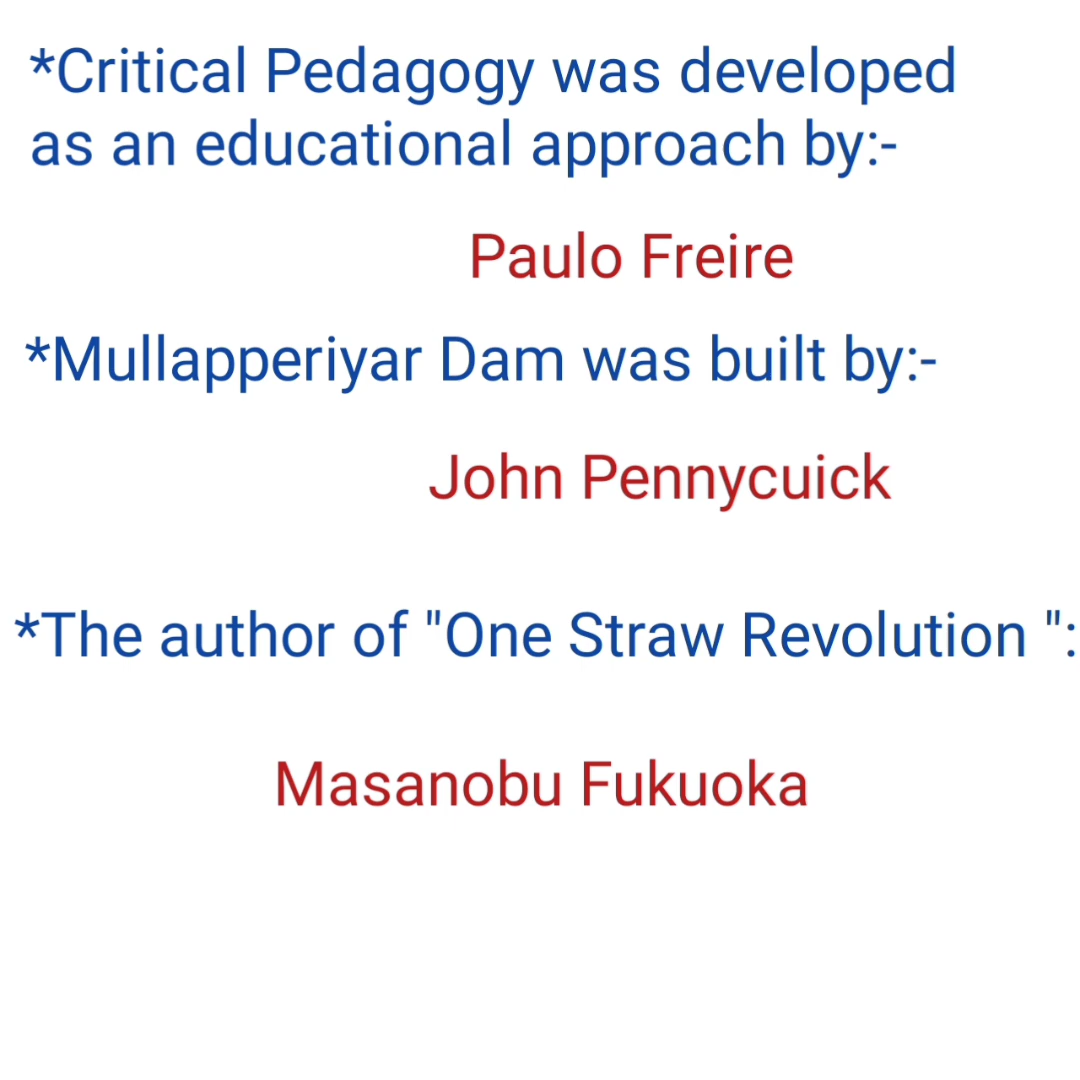 *Critical Pedagogy was developed
as an educational approach by:-
Paulo Freire
*Mullapperiyar Dam was built by:-
John Pennycuick
*The author of "One Straw Revolution ":
Masanobu Fukuoka